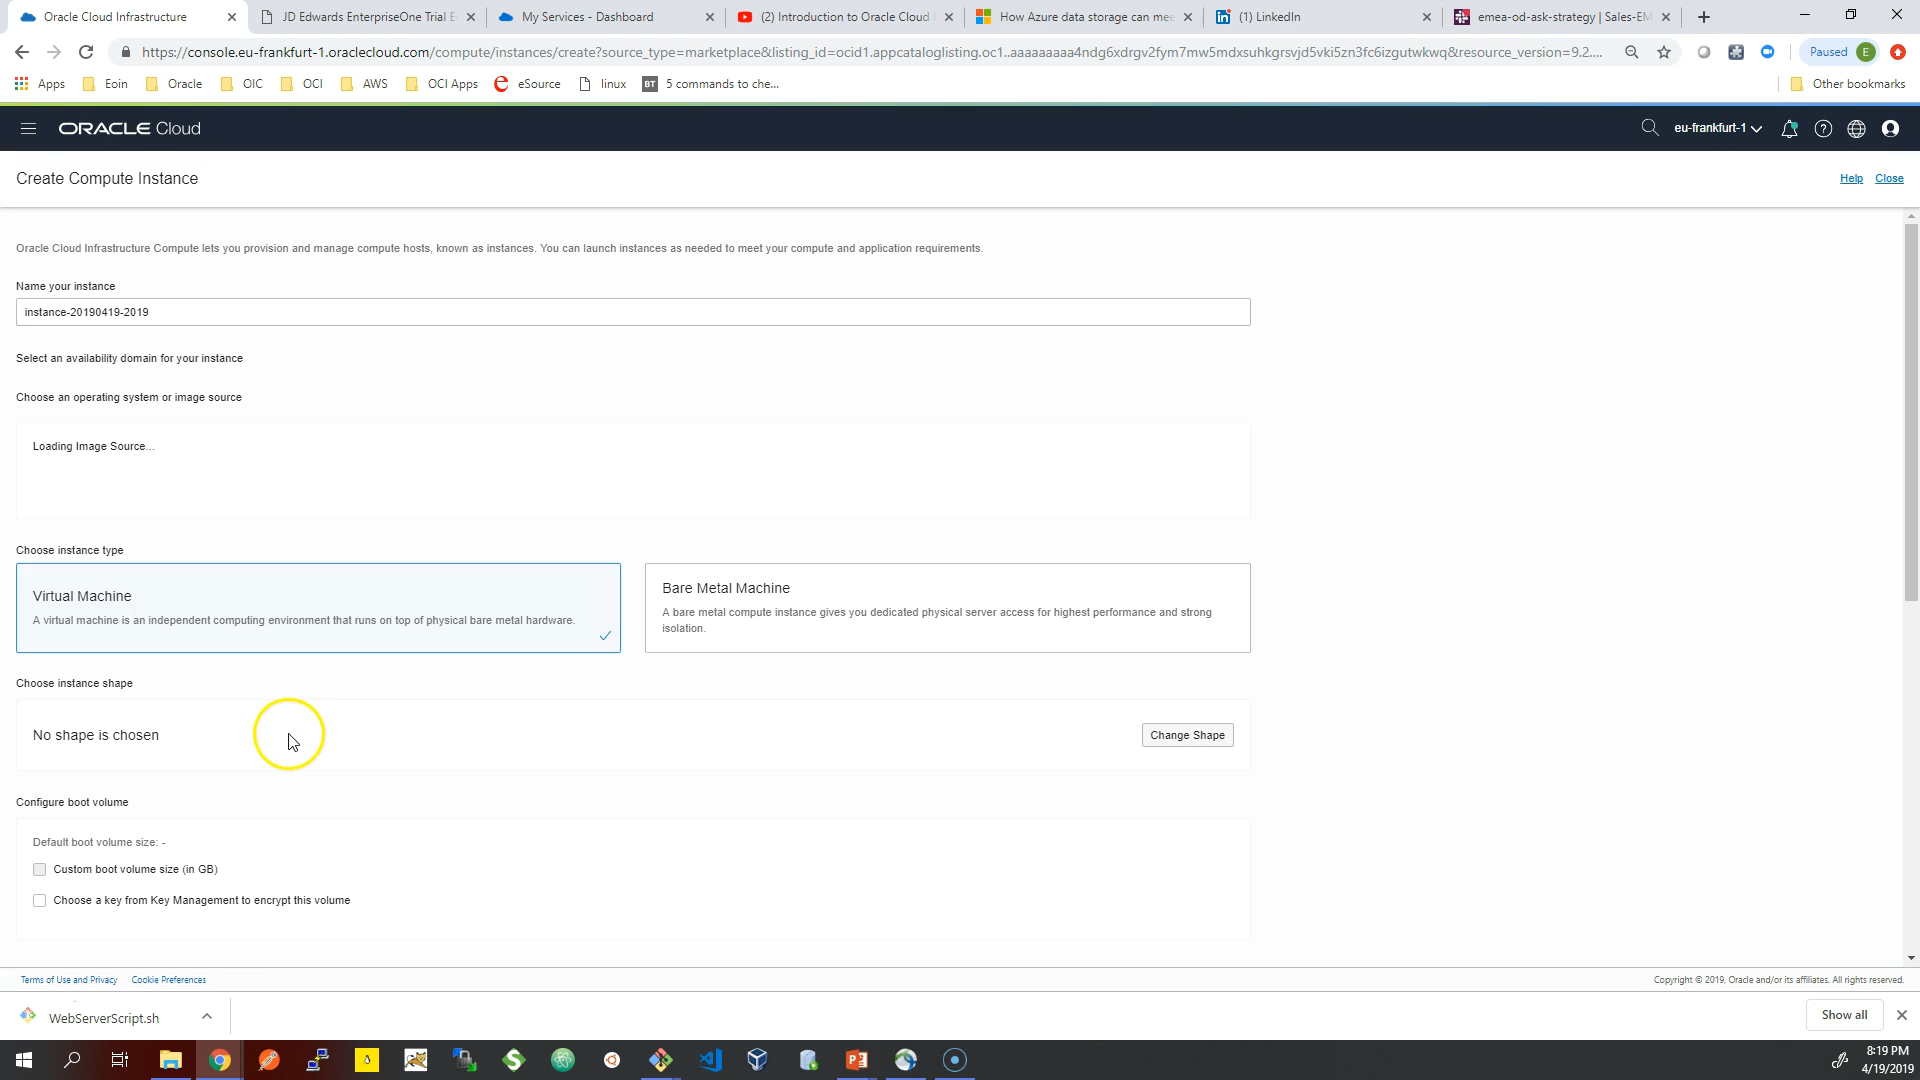 Oracle Cloud Infrastructure
JD Edwards EnterpriseOne Trial E
My Services - Dashboard
(2) Introduction to Oracle Cloud
How Azure data storage can mee
(1) LinkedIn
emea-od-ask-strategy | Sales-EM
https://console.eu-frankfurt-1.oraclecloud.com/compute/instances/create?source_type=marketplace&listing_id=ocid1.appcataloglisting.oc1..aaaaaaaaa4ndg6xdrgv2fym7mw5mdxsuhkgrsvjd5vki5zn3fc6izgutwkwq&resource_version=9.2....
Paused E
Apps
Eoin
Oracle
OIC
OCI
AWS
OCI Apps
eSource
linux
BT 5 commands to che...
Other bookmarks
ORACLE Cloud
eu-frankfurt-1
Create Compute Instance
Help Close
Oracle Cloud Infrastructure Compute lets you provision and manage compute hosts, known as instances. You can launch instances as needed to meet your compute and application requirements.
Name your instance
instance-20190419-2019
Select an availability domain for your instance
Choose an operating system or image source
Loading Image Source...
Choose instance type
Virtual Machine
A virtual machine is an independent computing environment that runs on top of physical bare metal hardware.
Bare Metal Machine
A bare metal compute instance gives you dedicated physical server access for highest performance and strong
isolation.
Choose instance shape
No shape is chosen
Change Shape
Configure boot volume
Default boot volume size: -
Custom boot volume size (in GB)
Choose a key from Key Management to encrypt this volume
Terms of Use and Privacy
Cookie Preferences
Copyright © 2019, Oracle and/or its affiliates. All rights reserved.
WebServerScript.sh
Show all
8:19 PM
4/19/2019